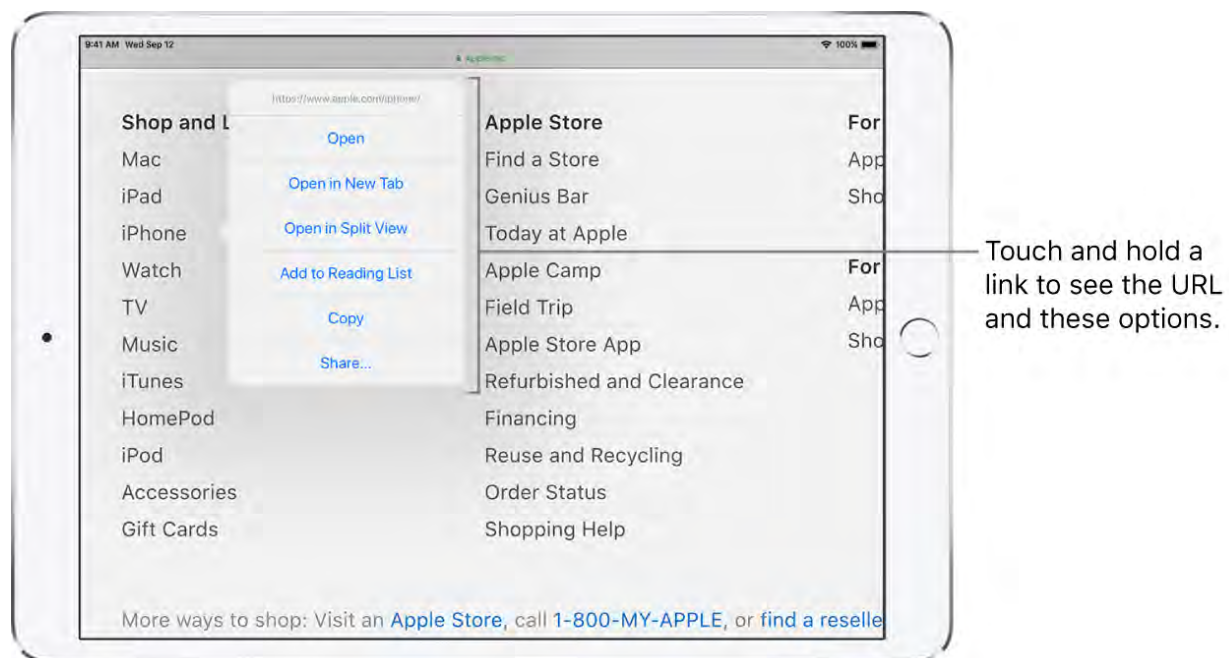 9:41 AM Wed Sep 12
100%
https://www.apple.com/iphone/
Open
Open in New Tab
Open in Split View
Add to Reading List
Copy
Share...
Shop and L
Mac
iPad
iPhone
Watch
TV
Music
iTunes
HomePod
iPod
Accessories
Gift Cards
Apple Store
Find a Store
Genius Bar
Today at Apple
Apple Camp
Field Trip
Apple Store App
Refurbished and Clearance
Financing
Reuse and Recycling
Order Status
Shopping Help
For
App
Sho
For
App
Sho
More ways to shop: Visit an Apple Store, call 1-800-MY-APPLE, or find a reselle
Touch and hold a
link to see the URL
and these options.